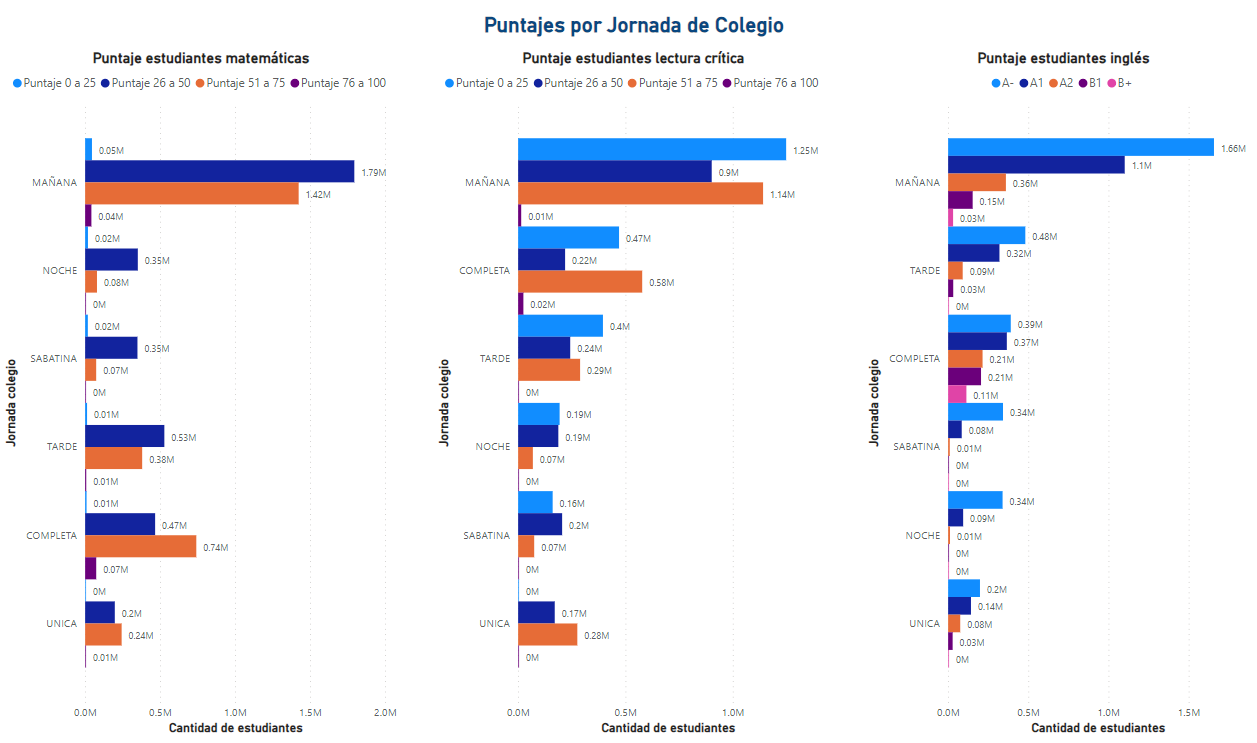 Puntajes por Jornada de Colegio
Puntaje estudiantes matemáticas
Puntaje 0 a 25 Puntaje 26 a 50 Puntaje 51 a 75 Puntaje 76 a 100
Jornada colegio
MAÑANA
0.05M
1.79M
1.42M
0.04M
NOCHE
0.02M
0.35M
0.08M
0M
SABATINA
0.02M
0.35M
0.07M
0M
TARDE
0.01M
0.53M
0.38M
0.01M
COMPLETA
0.01M
0.47M
0.74M
0.07M
UNICA
0M
0.2M
0.24M
0.01M
0.0M 0.5M 1.0M 1.5M 2.0M
Cantidad de estudiantes
Puntaje estudiantes lectura crítica
Puntaje 0 a 25 Puntaje 26 a 50 Puntaje 51 a 75 Puntaje 76 a 100
Jornada colegio
MAÑANA
1.25M
0.9M
1.14M
0.01M
COMPLETA
0.47M
0.22M
0.58M
0.02M
TARDE
0.4M
0.24M
0.29M
0M
NOCHE
0.19M
0.19M
0.07M
0M
SABATINA
0.16M
0.2M
0.07M
0M
UNICA
0M
0.17M
0.28M
0M
0.0M 0.5M 1.0M
Cantidad de estudiantes
Puntaje estudiantes inglés
A- A1 A2 B1 B+
Jornada colegio
MAÑANA
1.66M
1.1M
0.36M
0.15M
0.03M
TARDE
0.48M
0.32M
0.09M
0.03M
0M
COMPLETA
0.39M
0.37M
0.21M
0.21M
0.11M
SABATINA
0.34M
0.08M
0.01M
0M
0M
NOCHE
0.34M
0.09M
0.01M
0M
0M
UNICA
0.2M
0.14M
0.08M
0.03M
0M
0.0M 0.5M 1.0M 1.5M
Cantidad de estudiantes